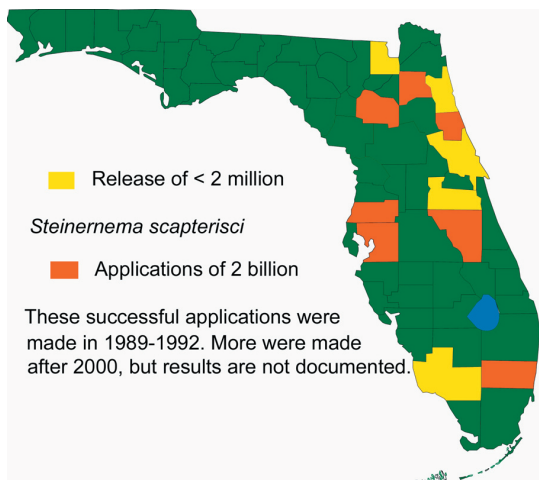 Release of < 2 million
Steinernema scapterisci
Applications of 2 billion
These successful applications were
made in 1989-1992. More were made
after 2000, but results are not documented.